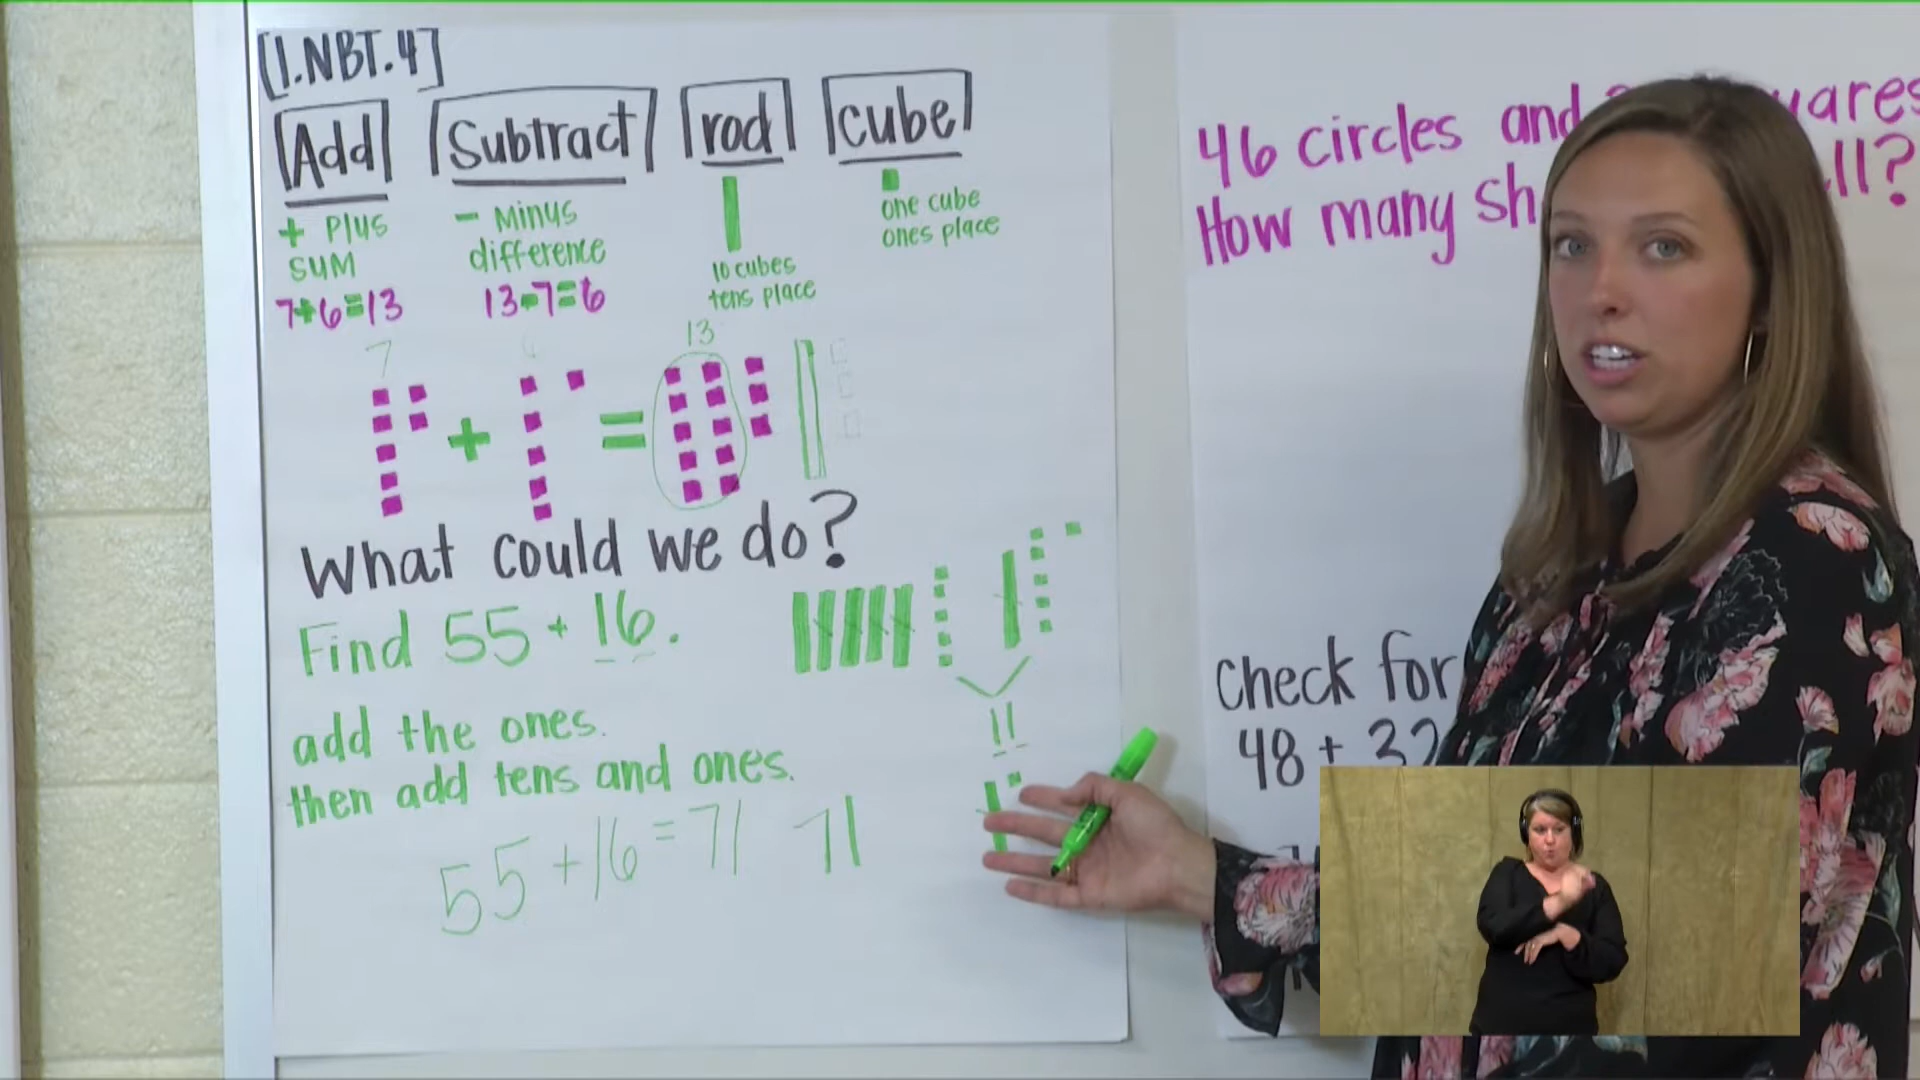 [1.NBT.4]
Add Subtract rod cube
+ Plus
sum
7+6=13
- Minus
difference
13-7=6
10 cubes
tens place
one cube
ones place
7
13
+ =
What could we do?
Find 55 + 16.
11
add the ones.
then add tens and ones.
55 + 16 = 71
71
46 circles and
How many
Check for
48 + 32